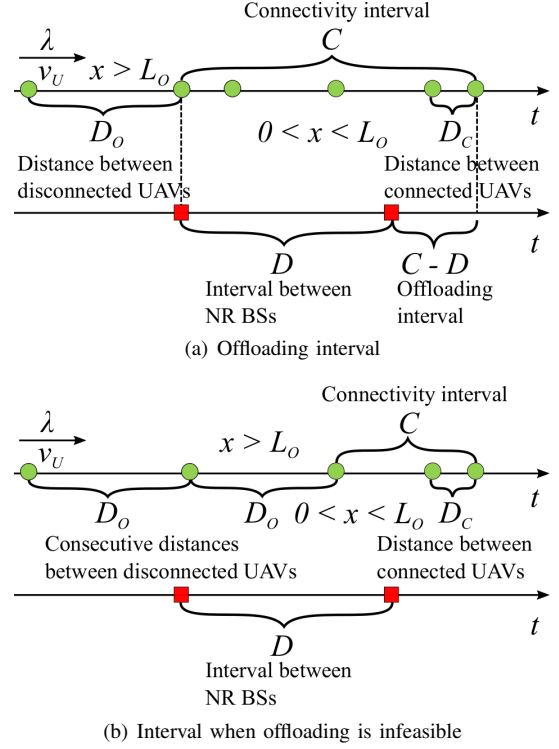 Connectivity interval
λ
C
v_U
x > L_O
D_O
0 < x < L_O
D_C
t
Distance between
disconnected UAVs
Distance between
connected UAVs
t
D
C - D
Interval between
NR BSs
Offloading
interval
(a) Offloading interval
Connectivity interval
λ
C
v_U
x > L_O
t
D_O
D_O
0 < x < L_O
D_C
Consecutive distances
between disconnected UAVs
Distance between
connected UAVs
t
D
Interval between
NR BSs
(b) Interval when offloading is infeasible